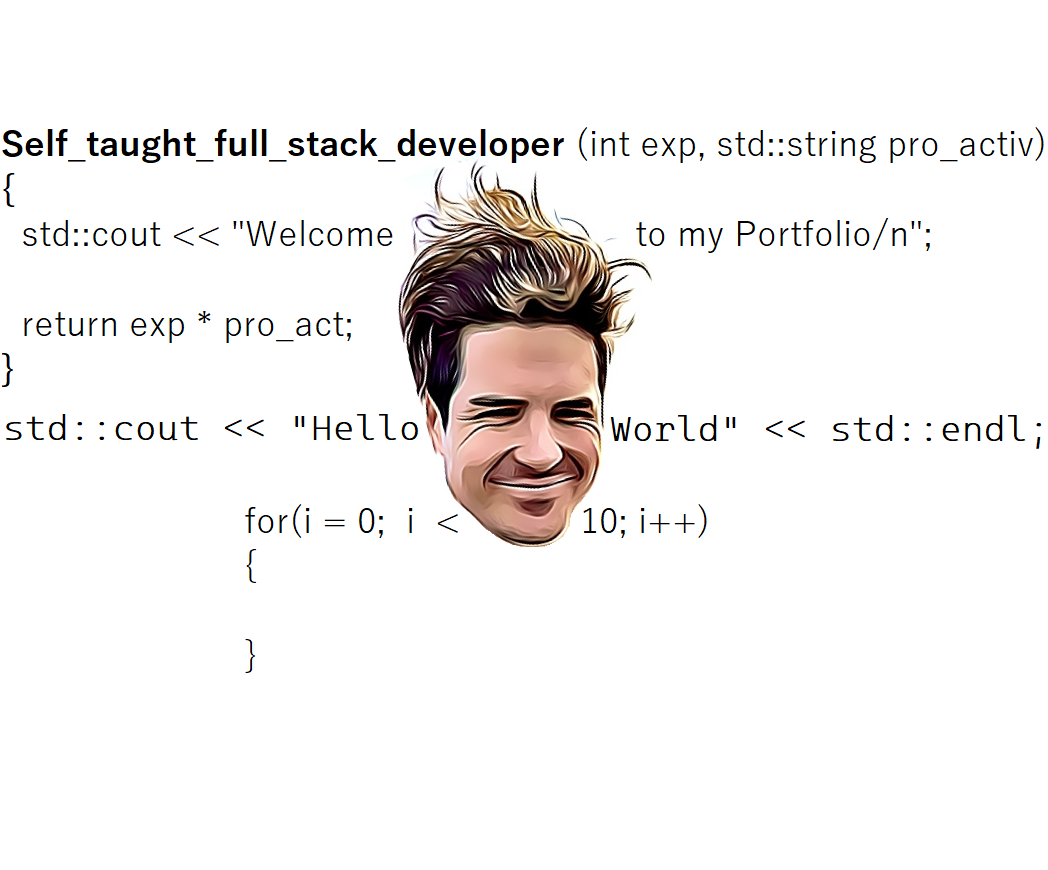 Self_taught_full_stack_developer (int exp, std::string pro_activ)
{
std::cout << "Welcome to my Portfolio/n";
return exp * pro_act;
}
std::cout << "Hello World" << std::endl;
for(i = 0; i < 10; i++)
{
}